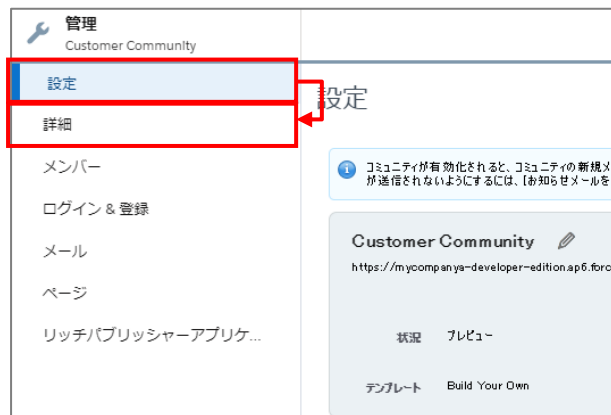 管理
Customer Community
設定
詳細
メンバー
ログイン & 登録
メール
ページ
リッチパブリッシャーアプリケ...
設定
コミュニティが有効化されると、コミュニティの新規メ
が送信されないようにするには、[お知らせメールを
Customer Community
https://mycompanya-developer-edition.ap6.forc
状況 プレビュー
テンプレート Build Your Own